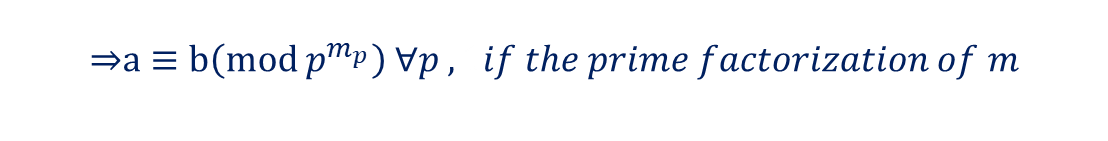 ⇒a ≡ b(mod p^{m_p}) ∀p , if the prime factorization of m